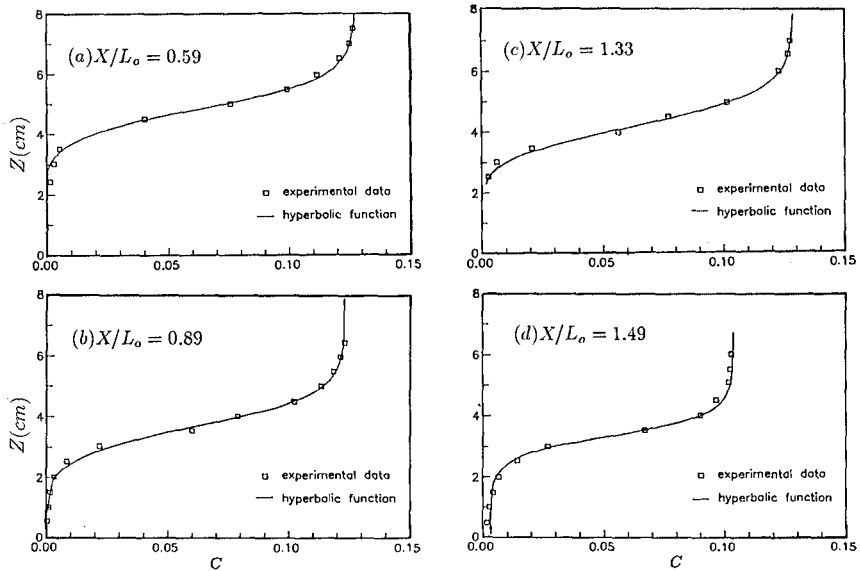 8
(a)X/Lₒ = 0.59
6
Z(cm)
4
2
□ experimental data
— hyperbolic function
0
0.00 0.05 0.10 0.15
8
(c)X/Lₒ = 1.33
6
4
2
□ experimental data
— hyperbolic function
0
0.00 0.05 0.10 0.15
8
(b)X/Lₒ = 0.89
6
Z(cm)
4
2
□ experimental data
— hyperbolic function
0
0.00 0.05 0.10 0.15
C
8
(d)X/Lₒ = 1.49
6
4
2
□ experimental data
— hyperbolic function
0
0.00 0.05 0.10 0.15
C